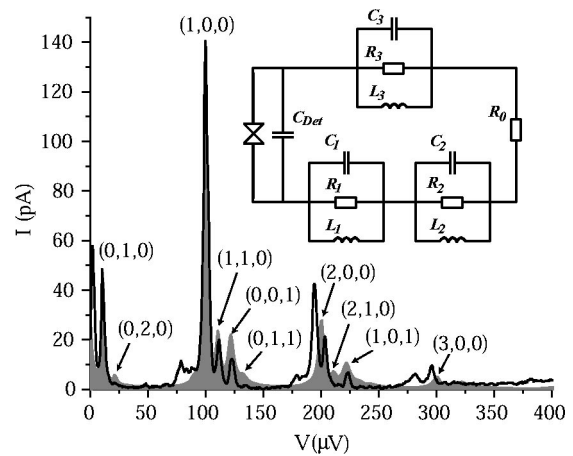 (1,0,0)
140
120
100
80
60
40
20
0
I (pA)
(0,1,0)
(0,2,0)
(1,1,0)
(0,0,1)
(0,1,1)
(2,0,0)
(2,1,0)
(1,0,1)
(3,0,0)
C3
R3
L3
CDet
R0
C1
R1
L1
C2
R2
L2
0 50 100 150 200 250 300 350 400
V(μV)